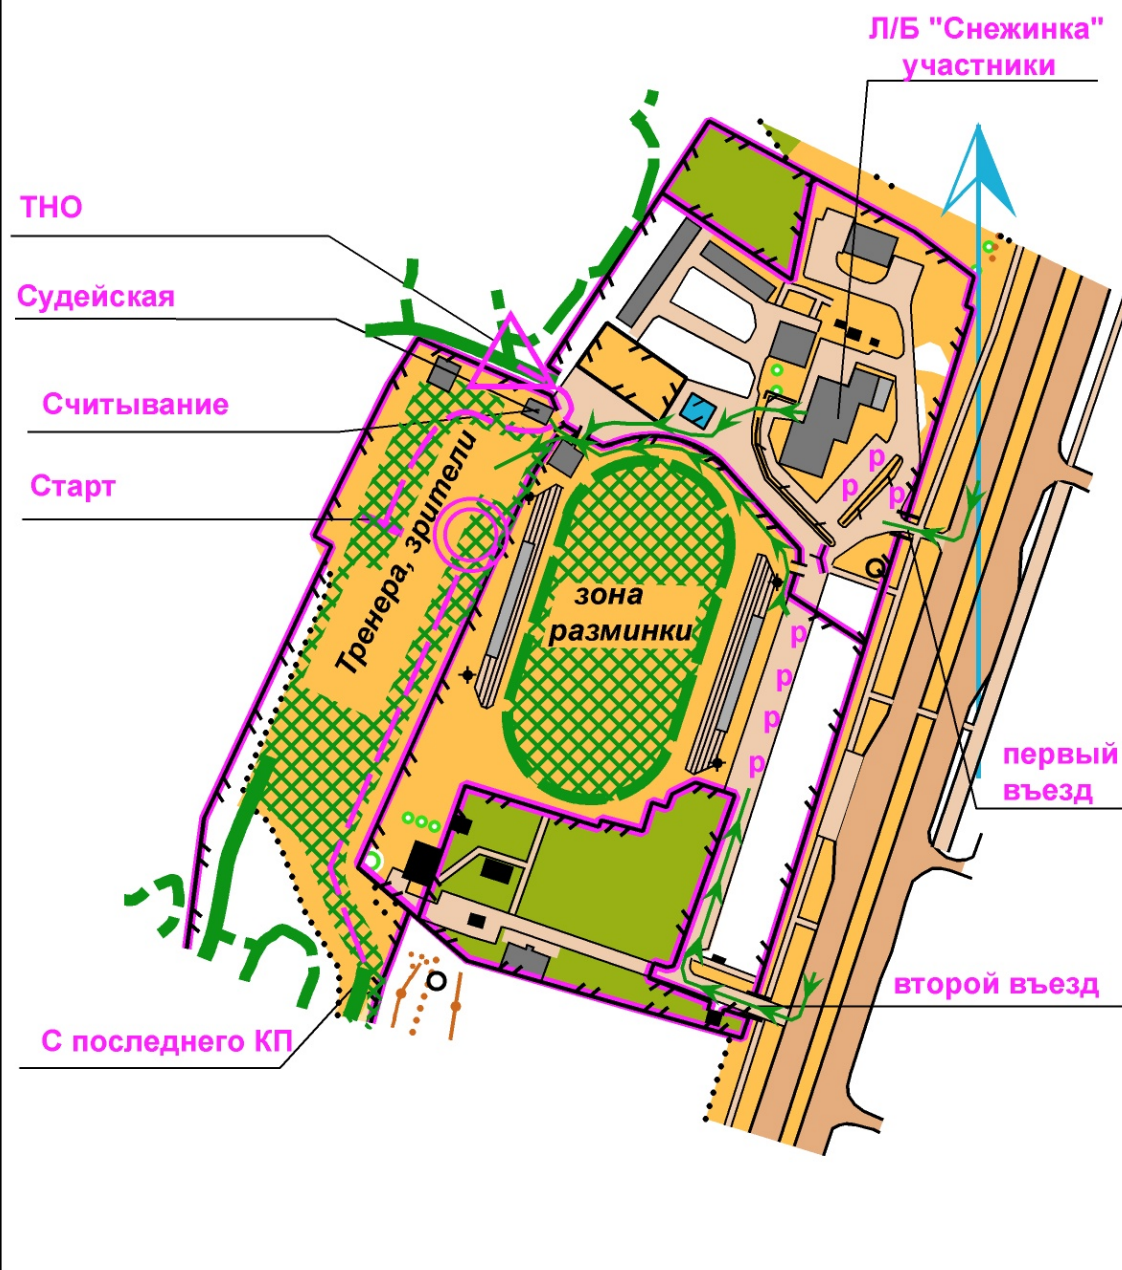 Л/Б "Снежинка"
участники
ТНО
Судейская
Считывание
Старт
Тренера, зрители
зона
разминки
р
р
р
р
р
р
р
первый
въезд
второй въезд
С последнего КП